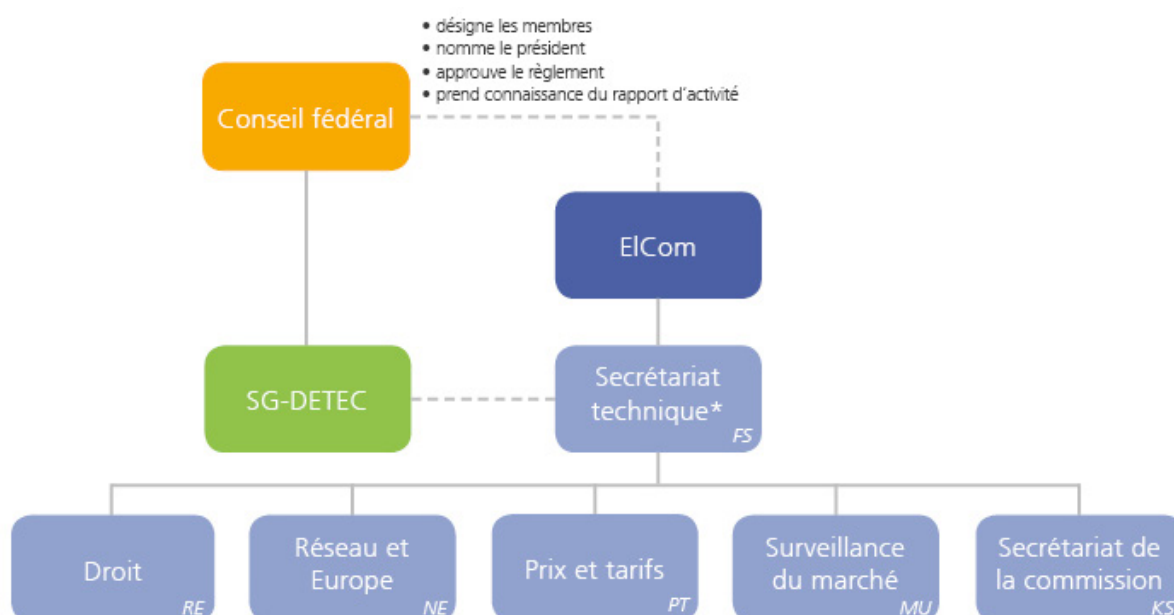 • désigne les membres
• nomme le président
• approuve le règlement
• prend connaissance du rapport d'activité
Conseil fédéral
ElCom
SG-DETEC
Secrétariat
technique*
FS
Droit
RE
Réseau et
Europe
NE
Prix et tarifs
PT
Surveillance
du marché
MU
Secrétariat de
la commission
KS